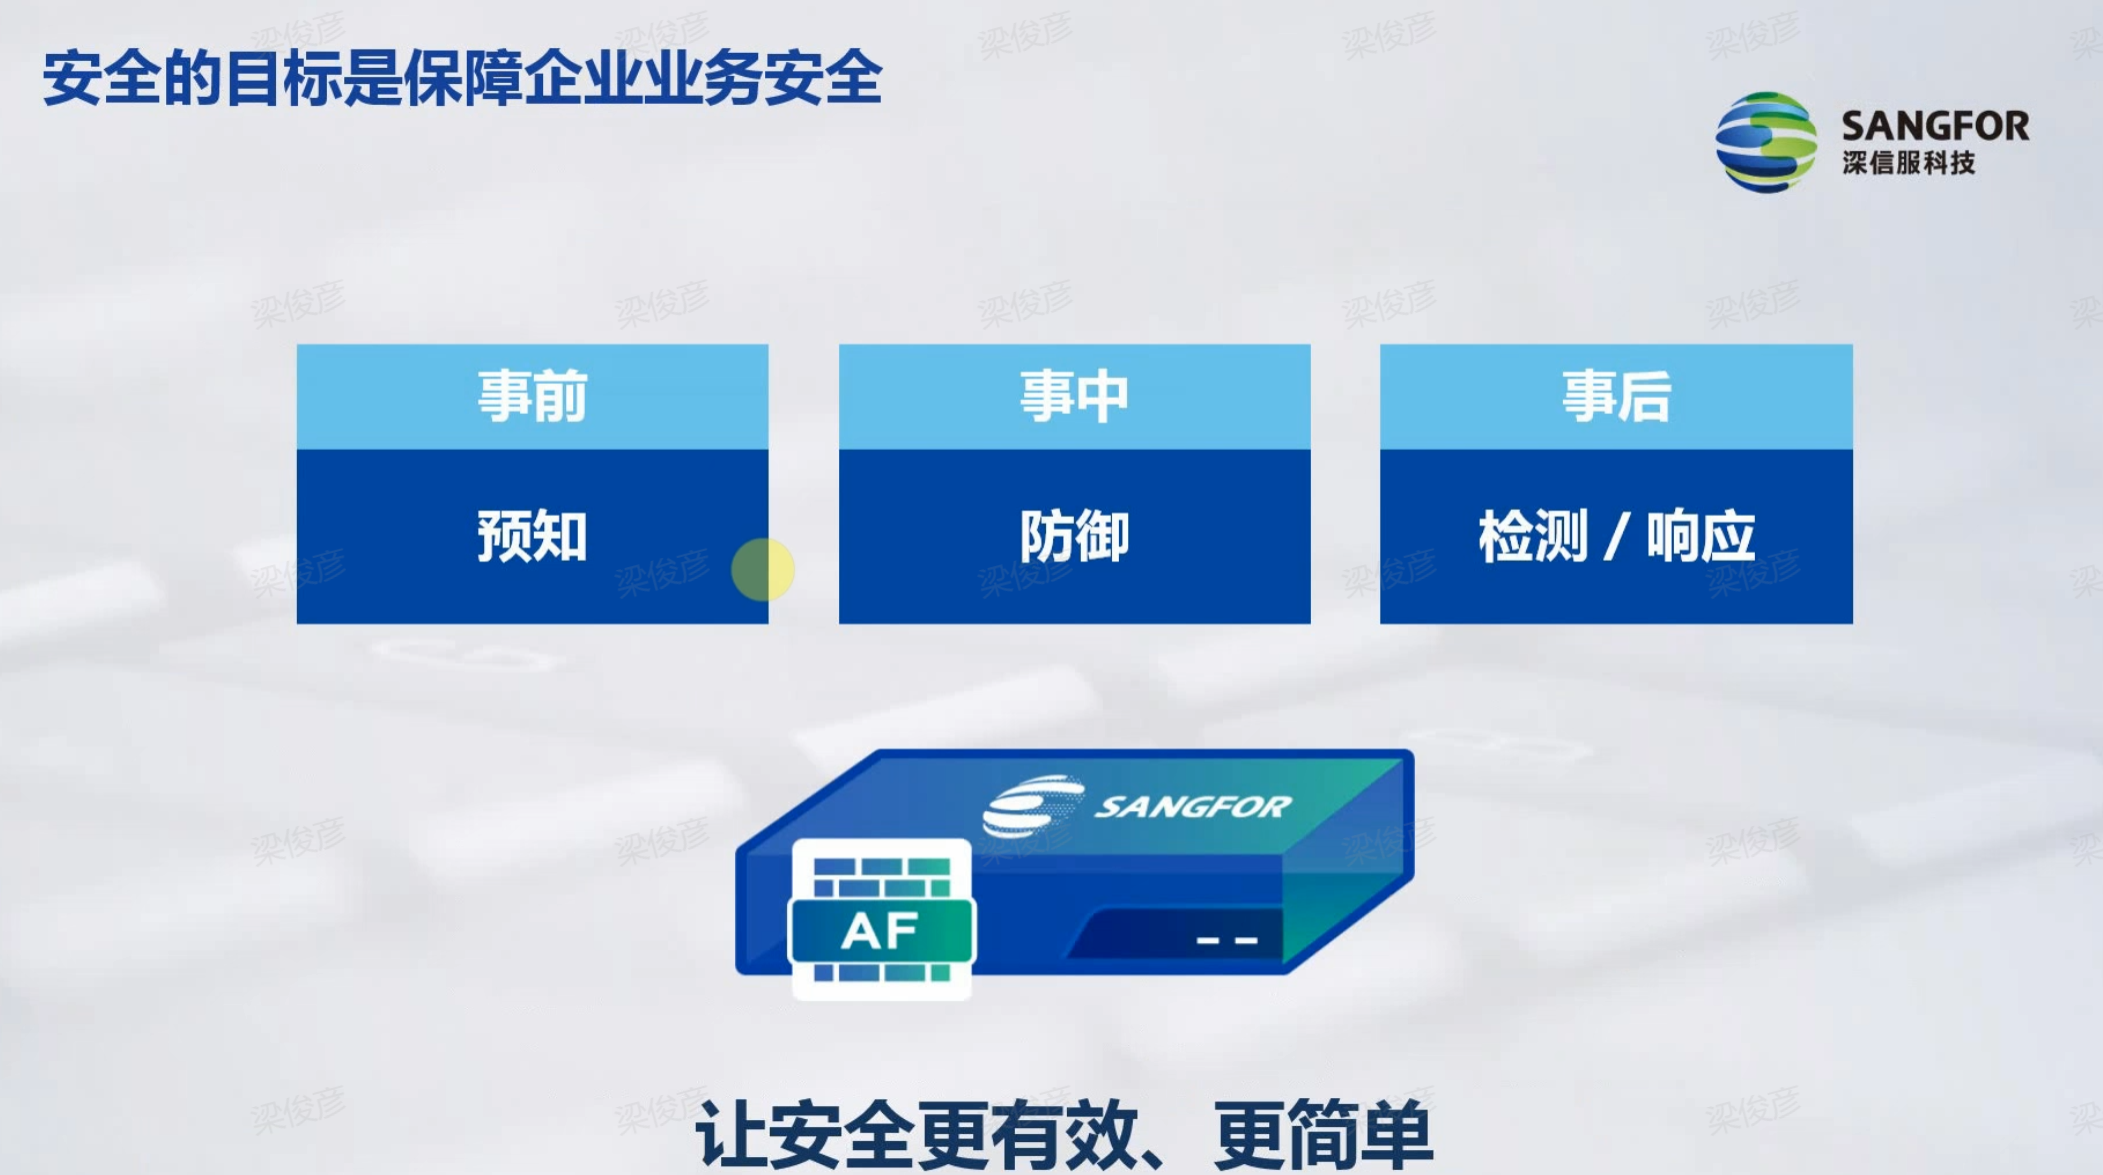 安全的目标是保障企业业务安全
SANGFOR
深信服科技
事前
事中
事后
预知
防御
检测 / 响应
SANGFOR
AF
让安全更有效、更简单
梁俊彦